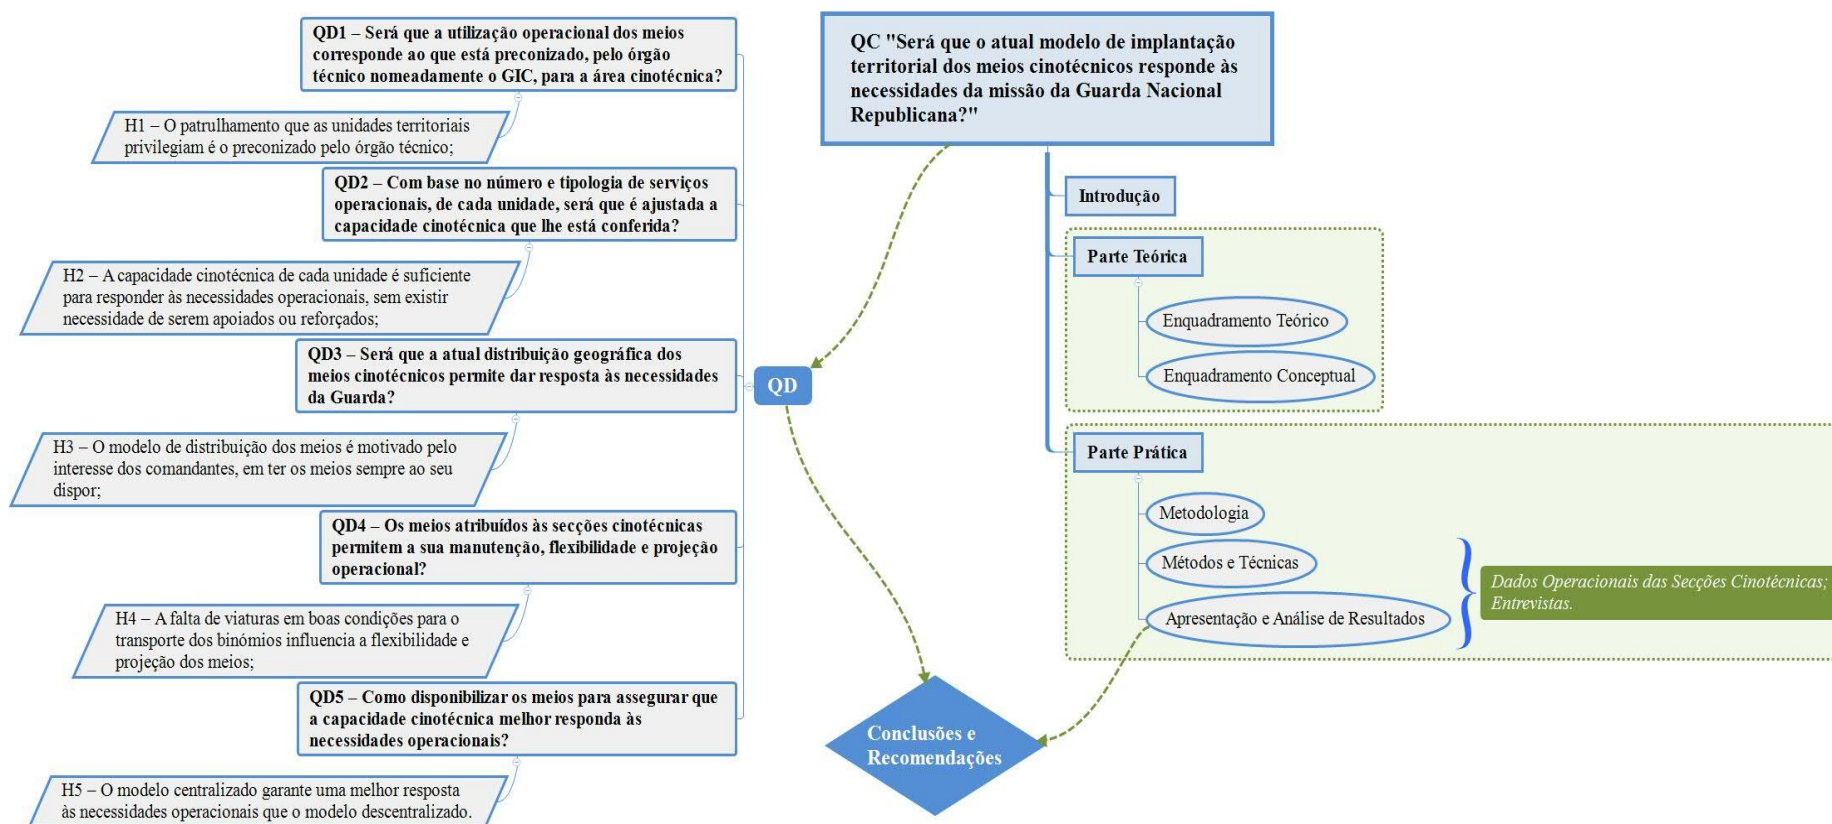 QD1 – Será que a utilização operacional dos meios
corresponde ao que está preconizado, pelo órgão
técnico nomeadamente o GIC, para a área cinotécnica?
H1 – O patrulhamento que as unidades territoriais
privilegiam é o preconizado pelo órgão técnico;
QD2 – Com base no número e tipologia de serviços
operacionais, de cada unidade, será que é ajustada a
capacidade cinotécnica que lhe está conferida?
H2 – A capacidade cinotécnica de cada unidade é suficiente
para responder às necessidades operacionais, sem existir
necessidade de serem apoiados ou reforçados;
QD3 – Será que a atual distribuição geográfica dos
meios cinotécnicos permite dar resposta às necessidades
da Guarda?
H3 – O modelo de distribuição dos meios é motivado pelo
interesse dos comandantes, em ter os meios sempre ao seu
dispor;
QD4 – Os meios atribuídos às secções cinotécnicas
permitem a sua manutenção, flexibilidade e projeção
operacional?
H4 – A falta de viaturas em boas condições para o
transporte dos binómios influencia a flexibilidade e
projeção dos meios;
QD5 – Como disponibilizar os meios para assegurar que
a capacidade cinotécnica melhor responda às
necessidades operacionais?
H5 – O modelo centralizado garante uma melhor resposta
às necessidades operacionais que o modelo descentralizado.
QD
QC "Será que o atual modelo de implantação
territorial dos meios cinotécnicos responde às
necessidades da missão da Guarda Nacional
Republicana?"
Introdução
Parte Teórica
Enquadramento Teórico
Enquadramento Conceptual
Parte Prática
Metodologia
Métodos e Técnicas
Apresentação e Análise de Resultados
Dados Operacionais das Secções Cinotécnicas;
Entrevistas.
Conclusões e
Recomendações